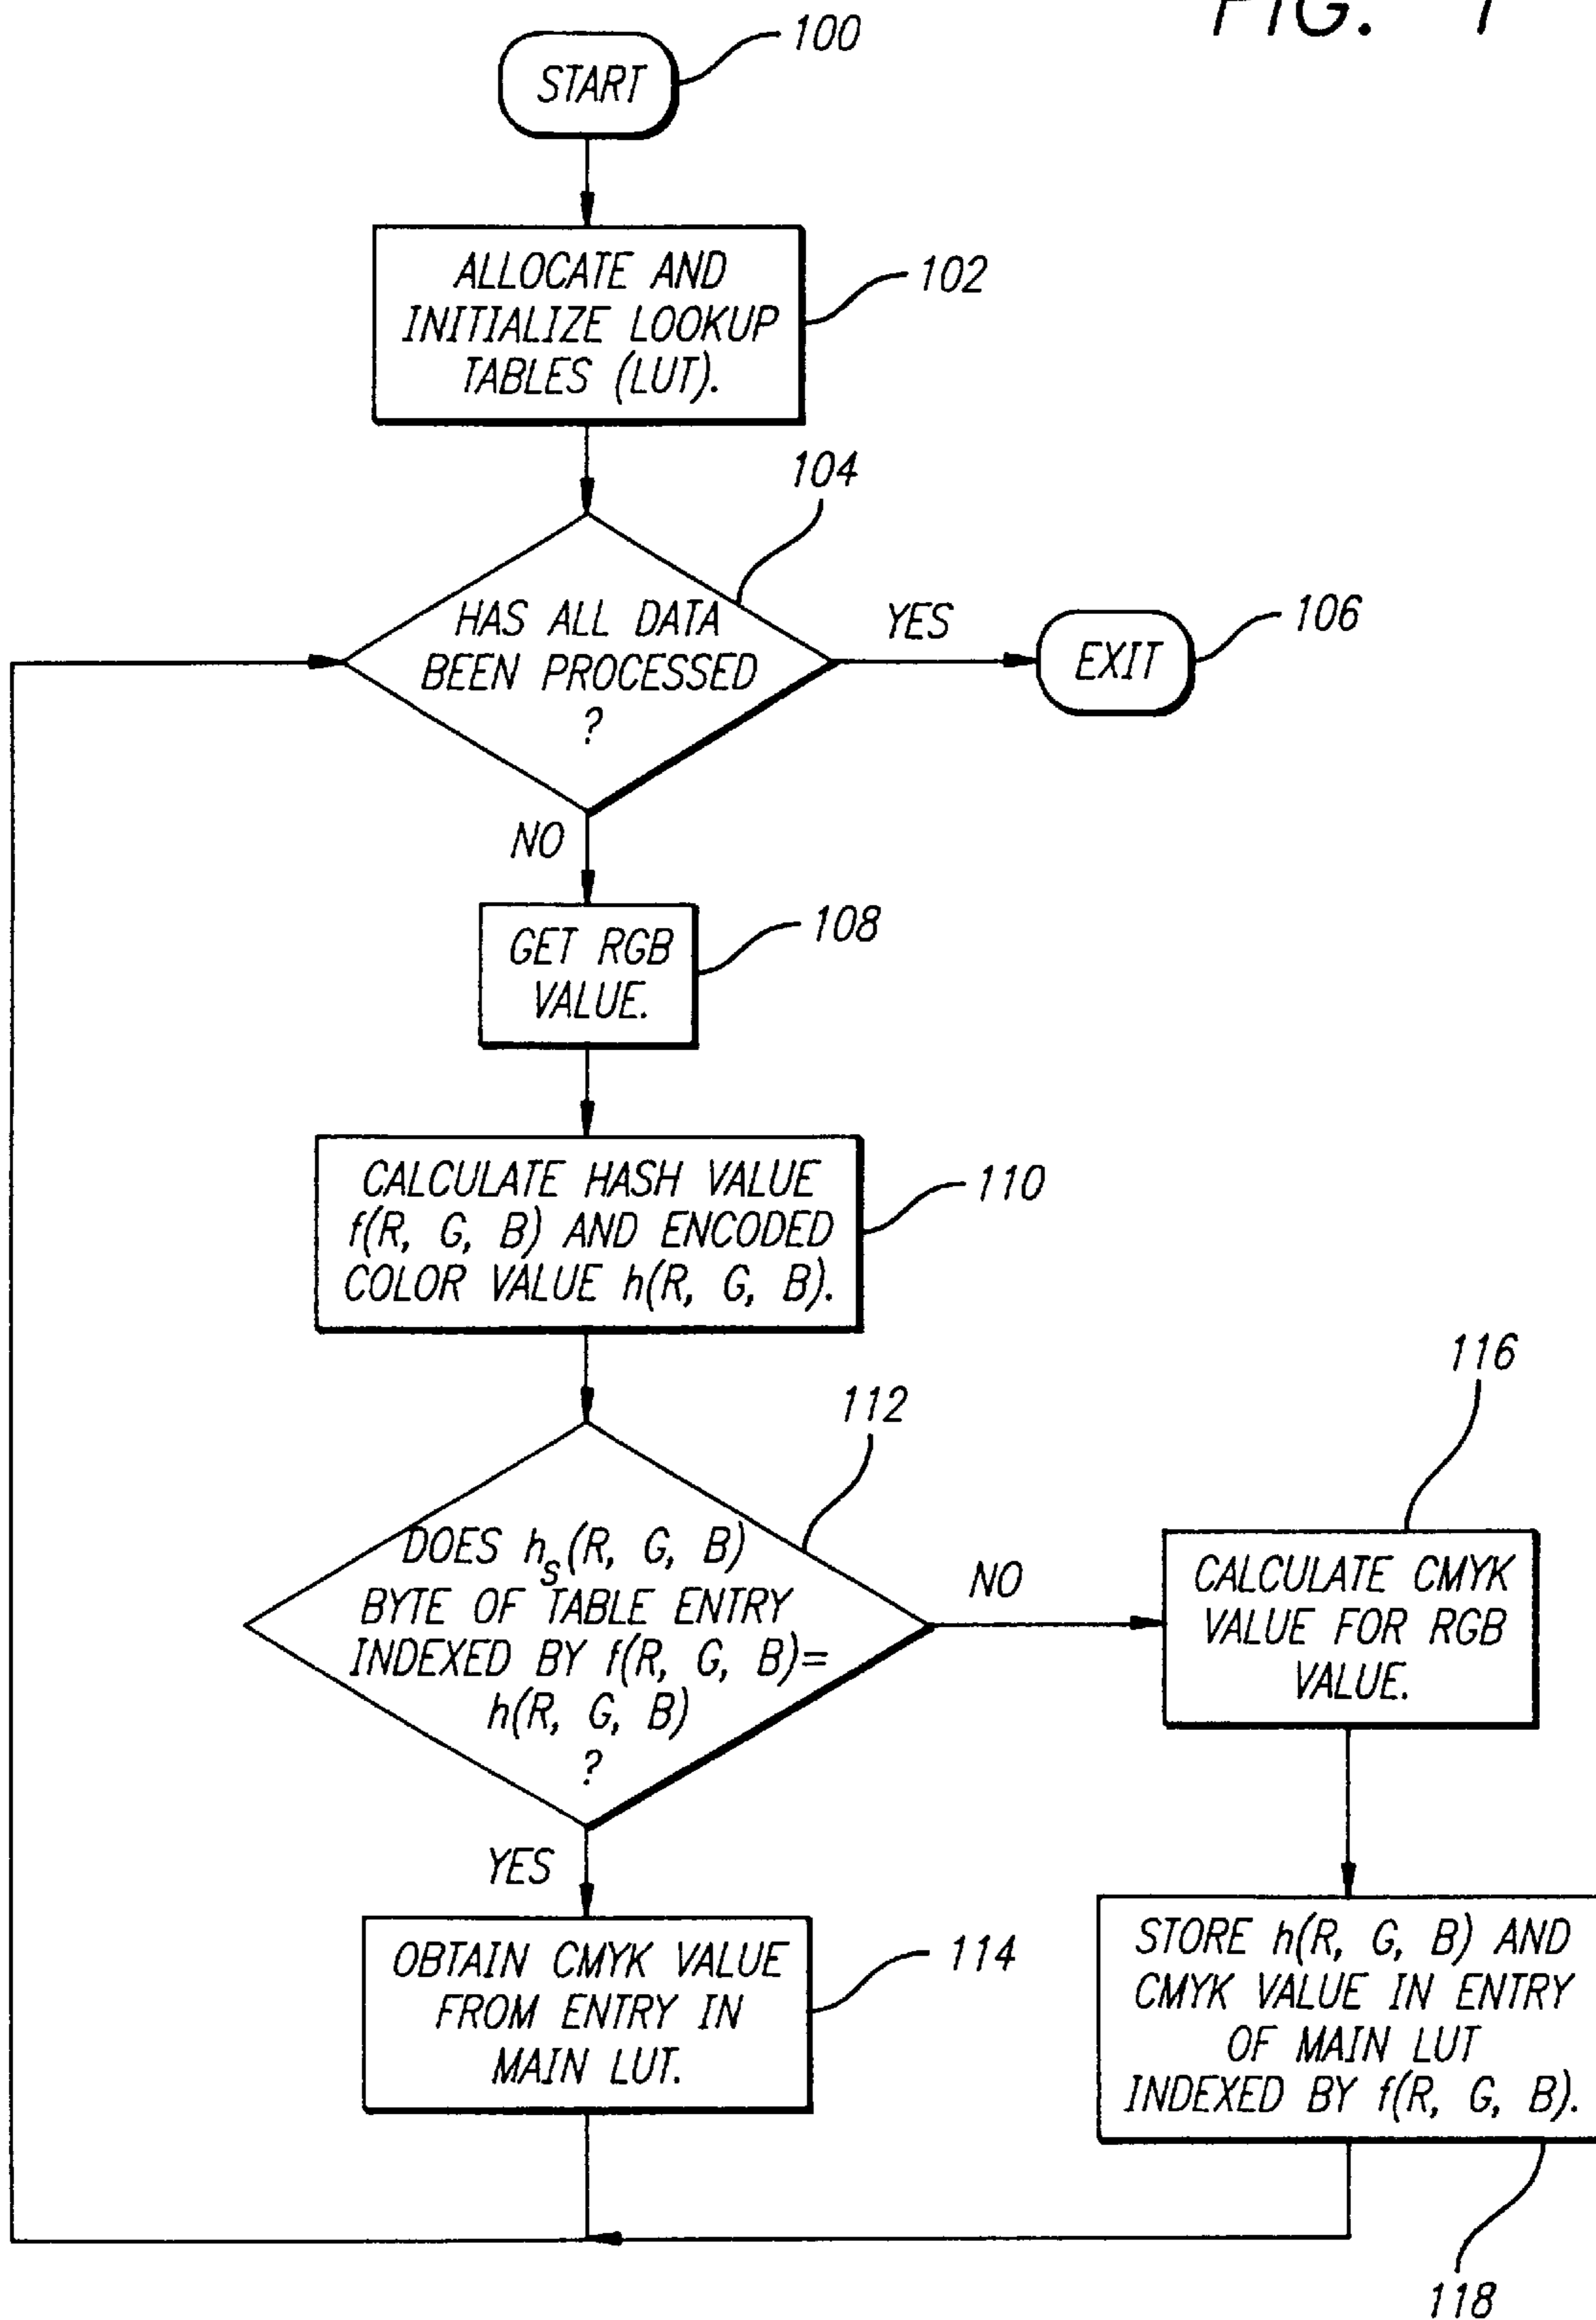 FIG. 1
100
START
102
ALLOCATE AND
INITIALIZE LOOKUP
TABLES (LUT).
104
HAS ALL DATA
BEEN PROCESSED
?
YES
EXIT
106
NO
GET RGB
VALUE.
108
CALCULATE HASH VALUE
f(R, G, B) AND ENCODED
COLOR VALUE h(R, G, B).
110
112
DOES hs(R, G, B)
BYTE OF TABLE ENTRY
INDEXED BY f(R, G, B)=
h(R, G, B)
?
NO
116
CALCULATE CMYK
VALUE FOR RGB
VALUE.
YES
OBTAIN CMYK VALUE
FROM ENTRY IN
MAIN LUT.
114
STORE h(R, G, B) AND
CMYK VALUE IN ENTRY
OF MAIN LUT
INDEXED BY f(R, G, B).
118